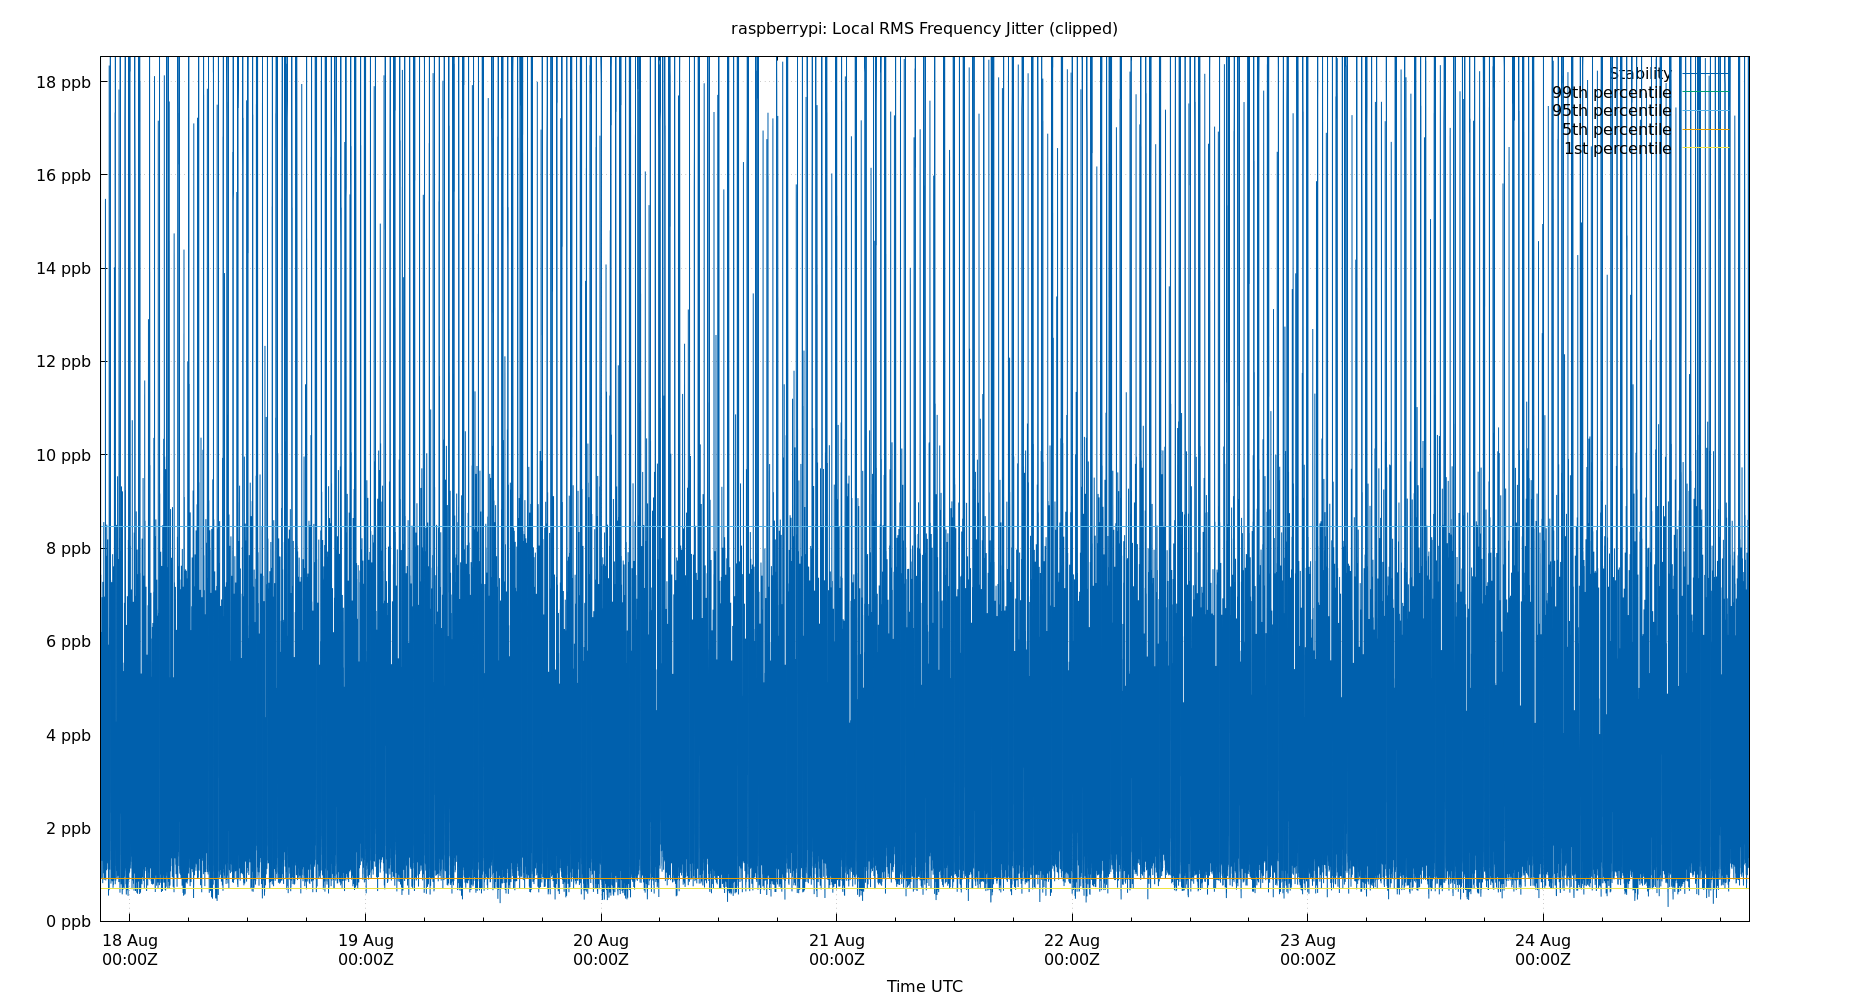 raspberrypi: Local RMS Frequency Jitter (clipped)
18 ppb
16 ppb
14 ppb
12 ppb
10 ppb
8 ppb
6 ppb
4 ppb
2 ppb
0 ppb
Stability
99th percentile
95th percentile
5th percentile
1st percentile
18 Aug
00:00Z
19 Aug
00:00Z
20 Aug
00:00Z
21 Aug
00:00Z
22 Aug
00:00Z
23 Aug
00:00Z
24 Aug
00:00Z
Time UTC